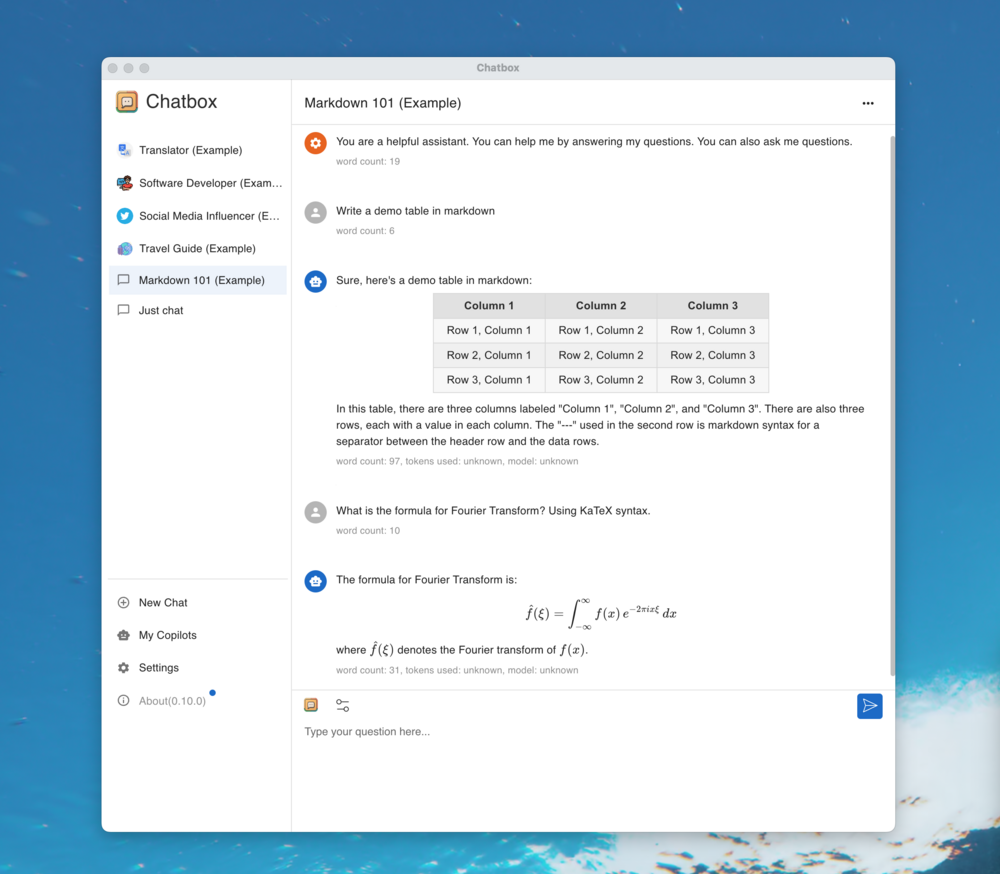 Chatbox
Chatbox
Translator (Example)
Software Developer (Exam...
Social Media Influencer (E...
Travel Guide (Example)
Markdown 101 (Example)
Just chat
New Chat
My Copilots
Settings
About(0.10.0)
Markdown 101 (Example)
You are a helpful assistant. You can help me by answering my questions. You can also ask me questions.
word count: 19
Write a demo table in markdown
word count: 6
Sure, here's a demo table in markdown:
Column 1 Column 2 Column 3
Row 1, Column 1 Row 1, Column 2 Row 1, Column 3
Row 2, Column 1 Row 2, Column 2 Row 2, Column 3
Row 3, Column 1 Row 3, Column 2 Row 3, Column 3
In this table, there are three columns labeled "Column 1", "Column 2", and "Column 3". There are also three
rows, each with a value in each column. The "---" used in the second row is markdown syntax for a
separator between the header row and the data rows.
word count: 97, tokens used: unknown, model: unknown
What is the formula for Fourier Transform? Using KaTeX syntax.
word count: 10
The formula for Fourier Transform is:
f̂(ξ) = ∫_{-∞}^{∞} f(x) e^{-2πixξ} dx
where f̂(ξ) denotes the Fourier transform of f(x).
word count: 31, tokens used: unknown, model: unknown
Type your question here...